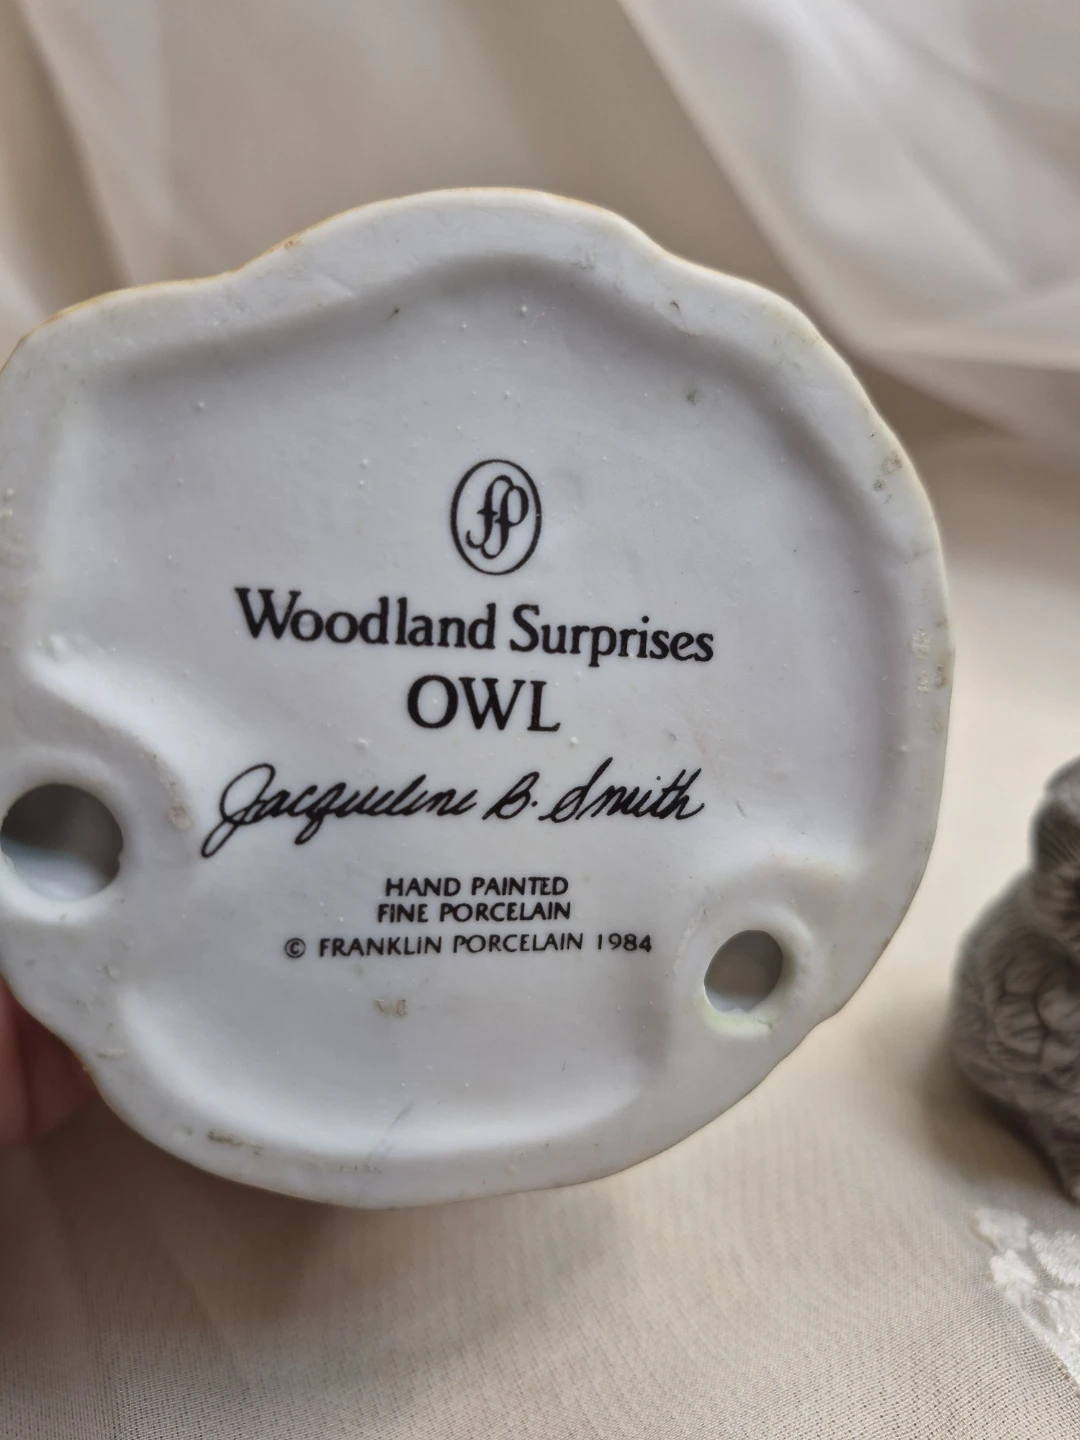 fp
Woodland Surprises
OWL
Jacqueline B. Smith
HAND PAINTED
FINE PORCELAIN
© FRANKLIN PORCELAIN 1984